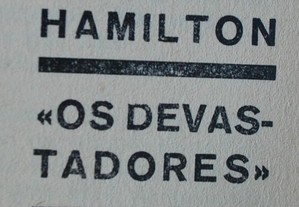 HAMILTON
«OS DEVAS-
TADORES»